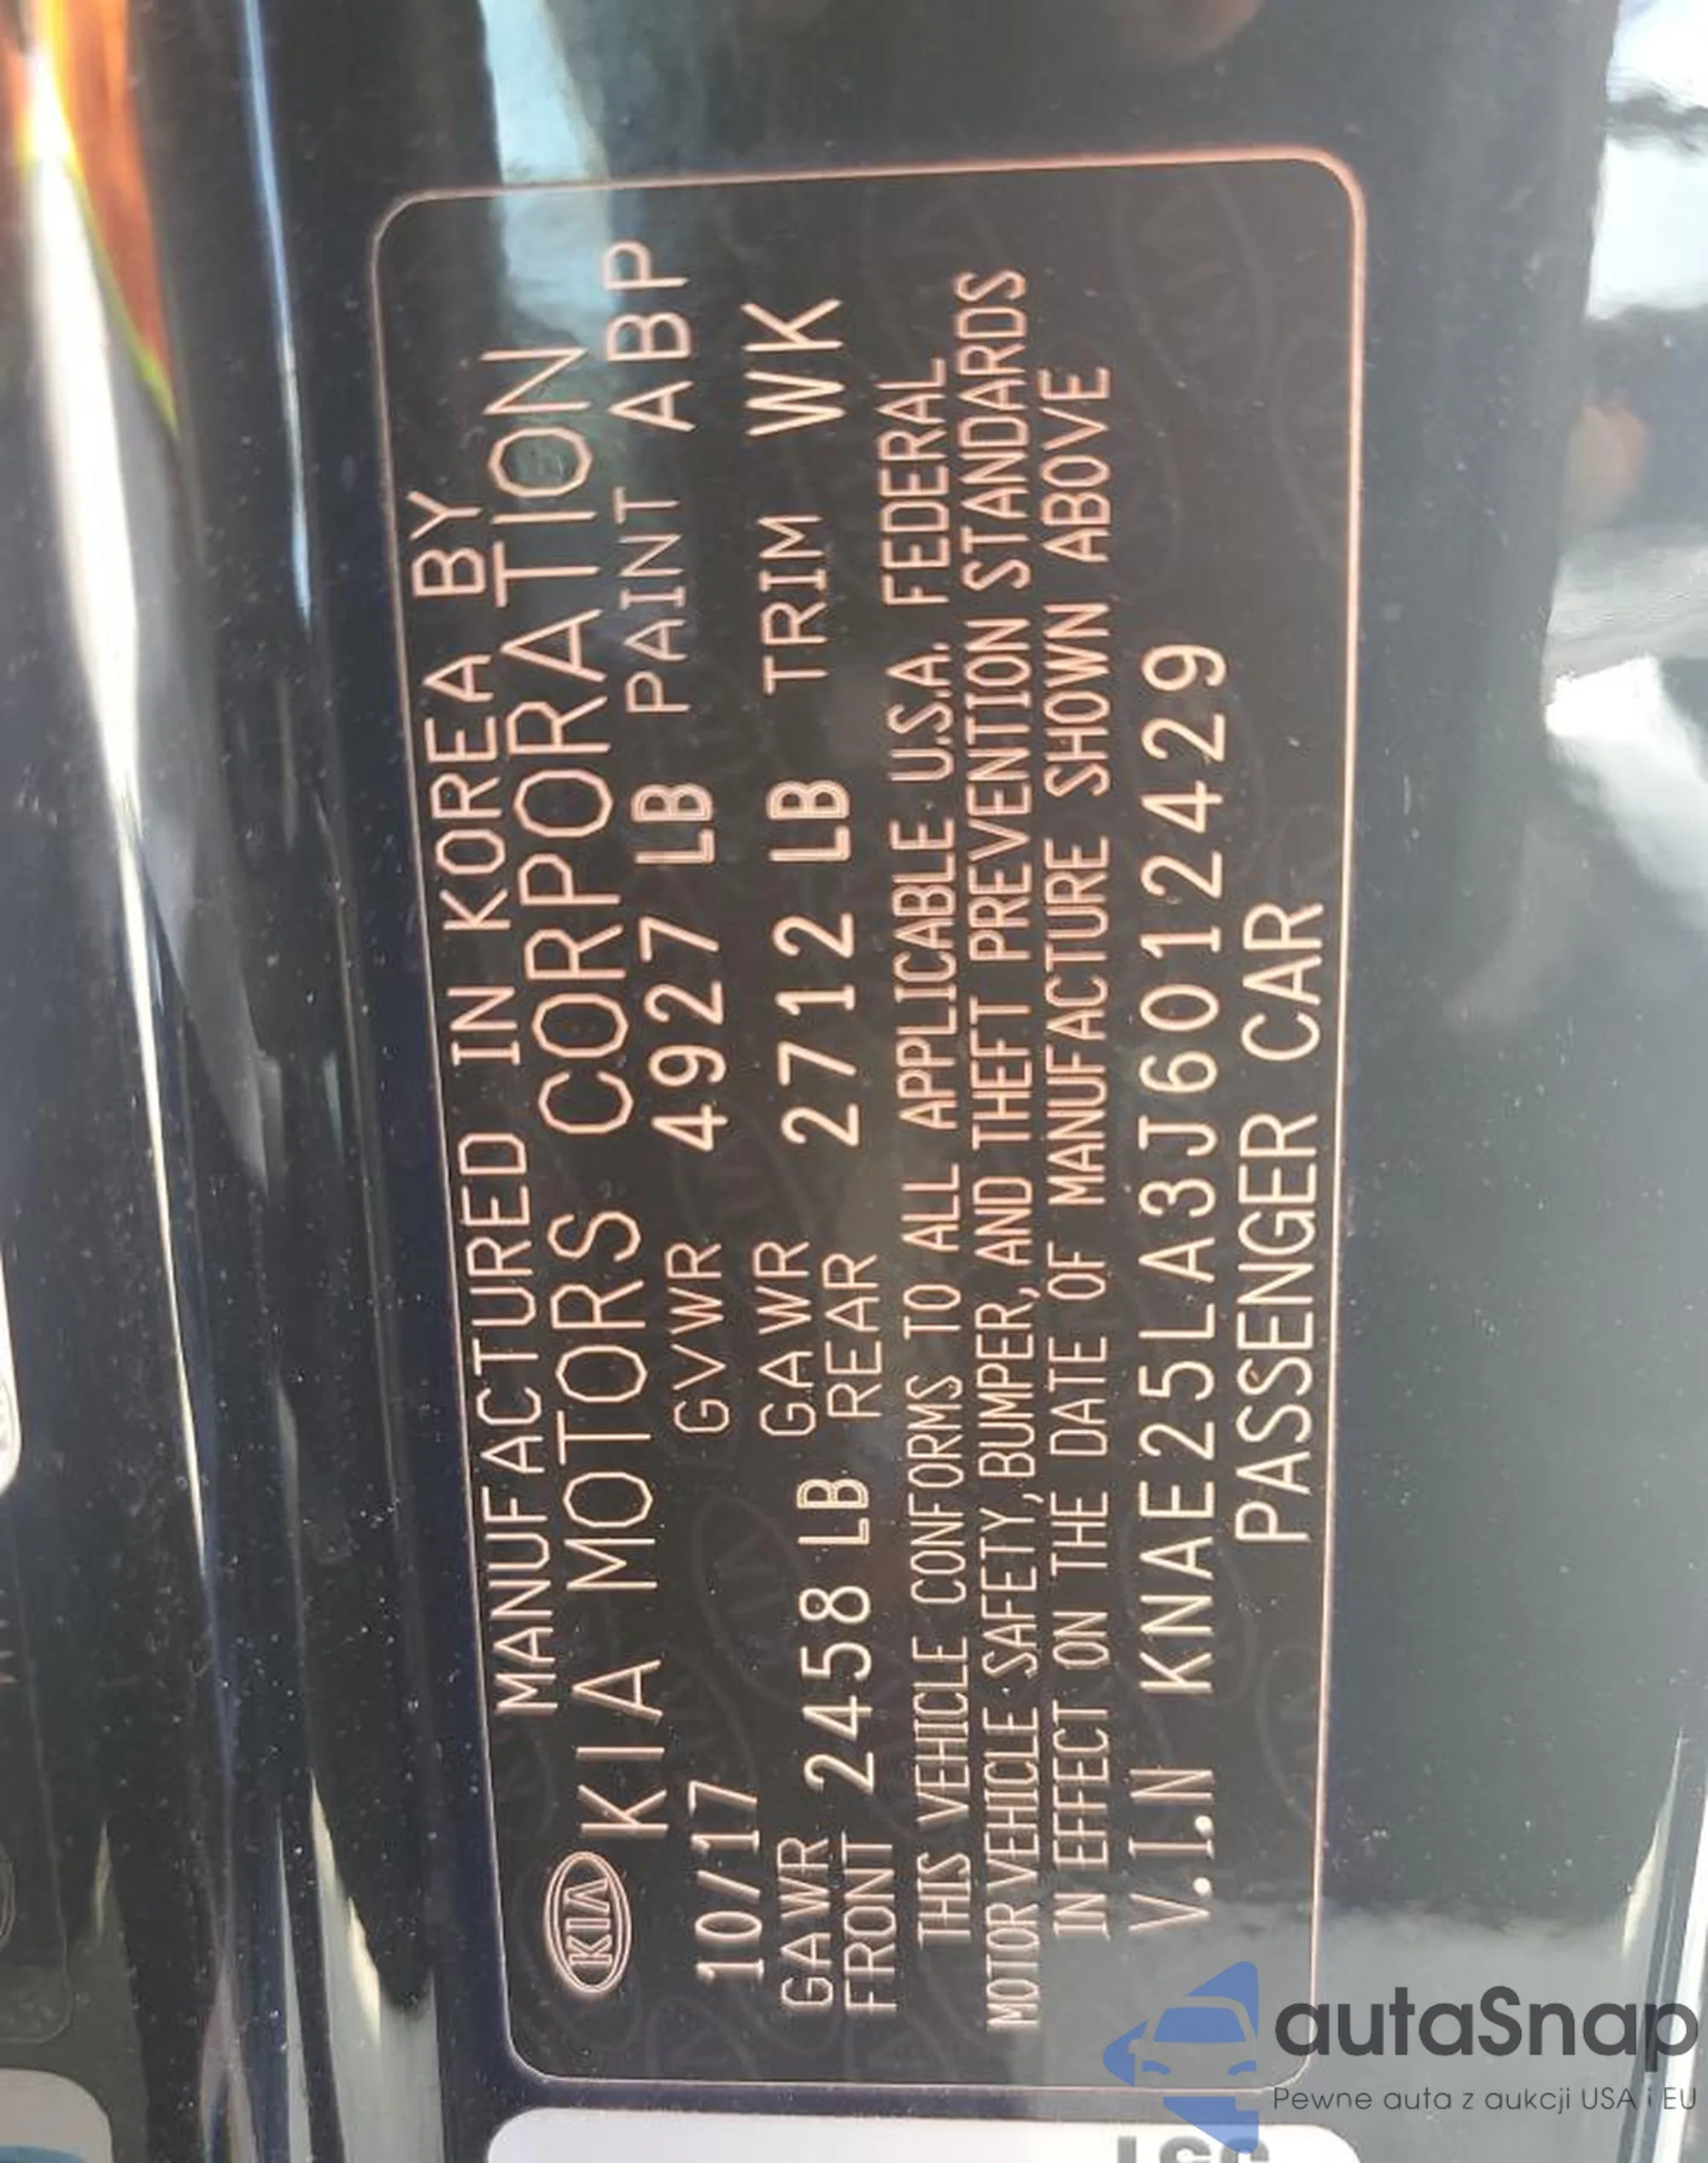 MANUFACTURED IN KOREA BY
KIA KIA MOTORS CORPORATION
10/17 GVWR 4927 LB PAINT ABP
GAWR FRONT 2458 LB GAWR REAR 2712 LB TRIM WK
THIS VEHICLE CONFORMS TO ALL APPLICABLE U.S.A. FEDERAL
MOTOR VEHICLE SAFETY, BUMPER, AND THEFT PREVENTION STANDARDS
IN EFFECT ON THE DATE OF MANUFACTURE SHOWN ABOVE
V.I.N KNAE25LA3J6012429
PASSENGER CAR
autaSnap
Pewne auta z aukcji USA i EU